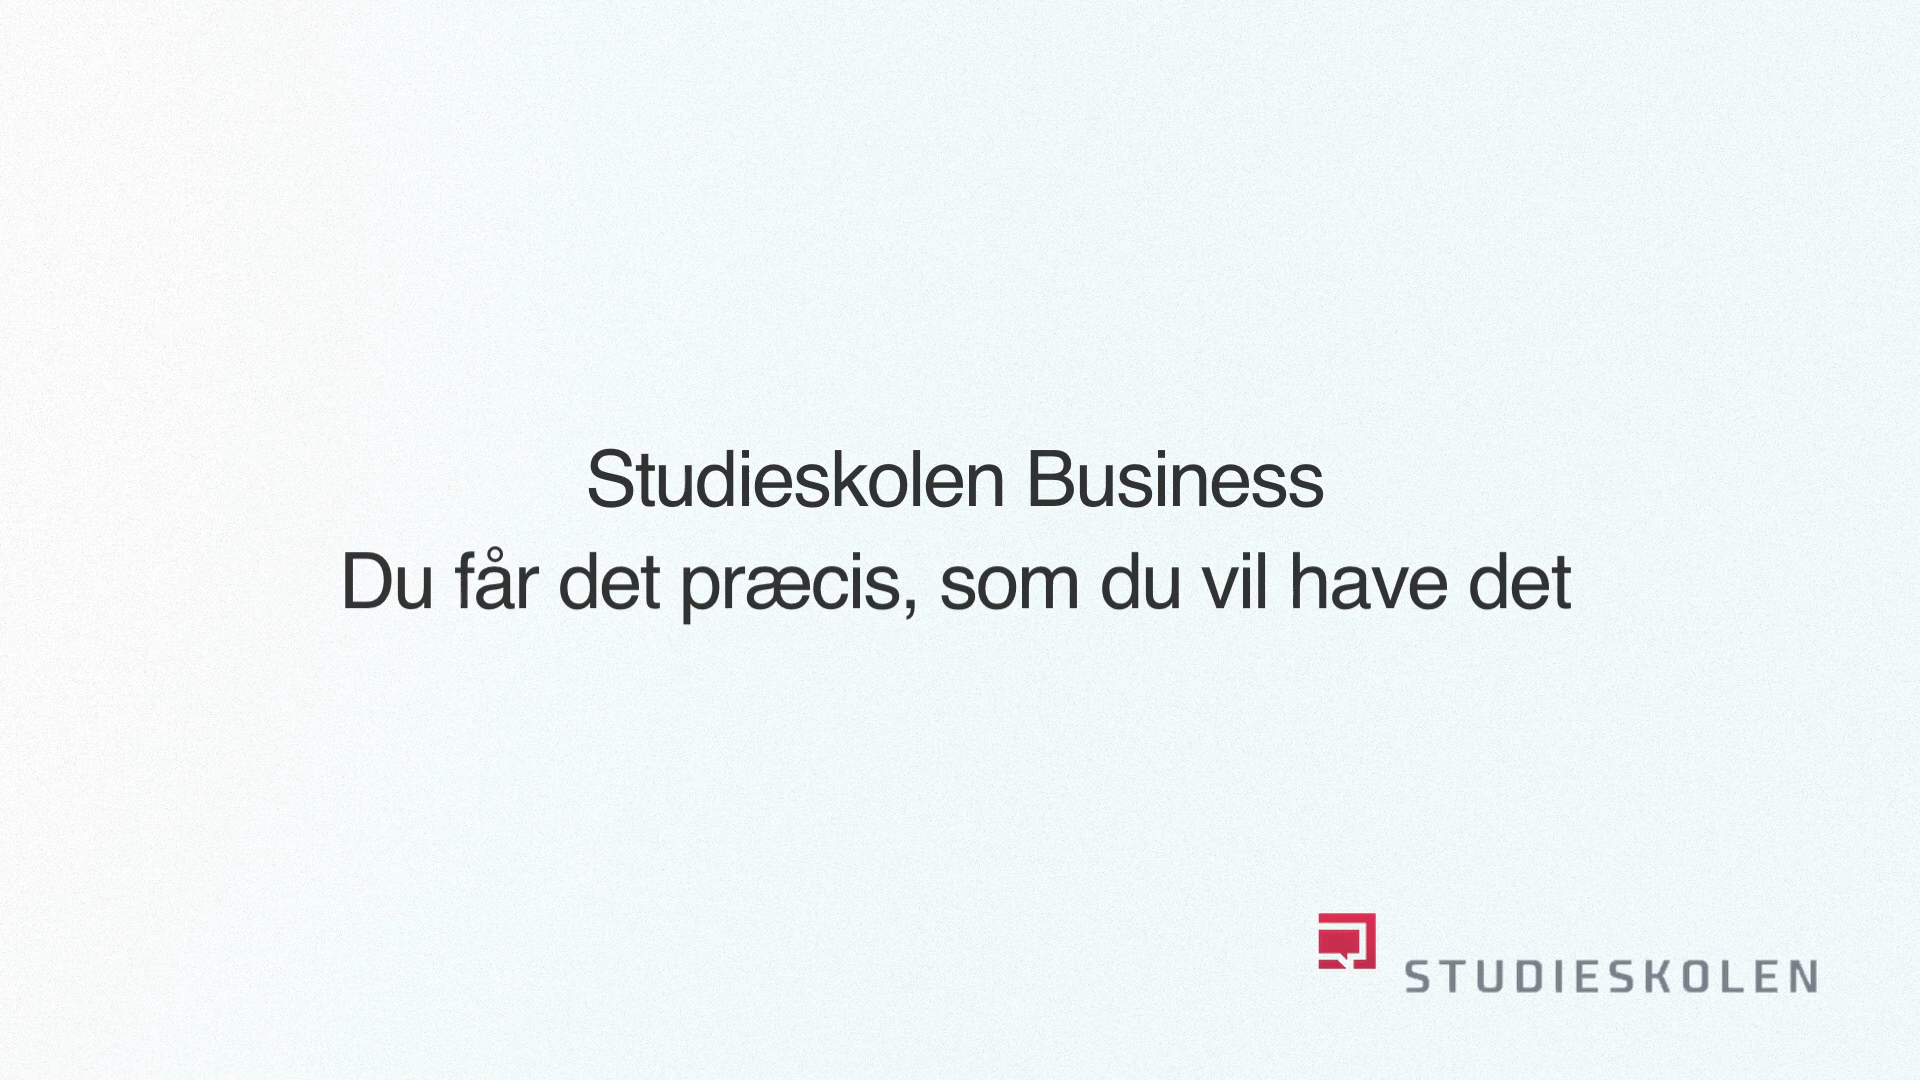 Studieskolen Business
Du får det præcis, som du vil have det
STUDIESKOLEN